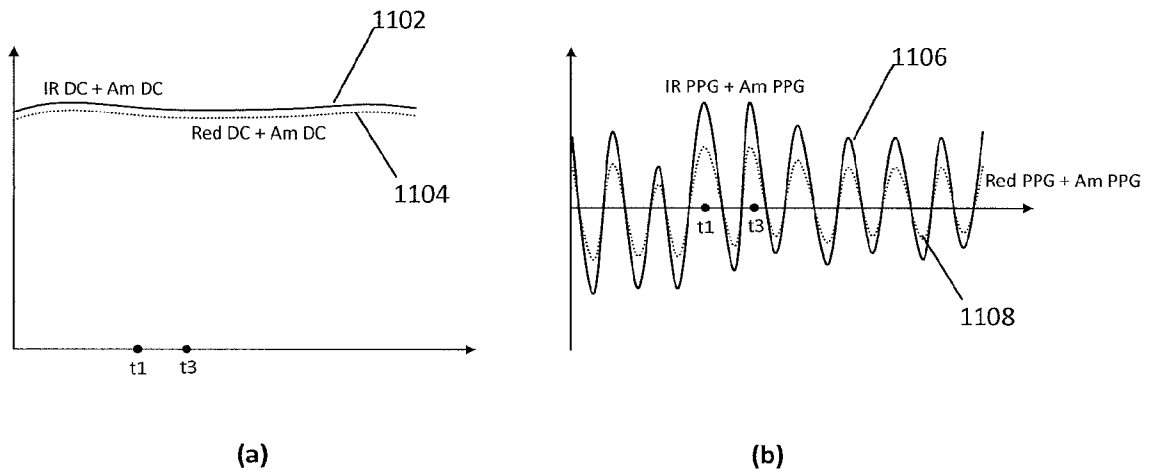 1102
IR DC + Am DC
Red DC + Am DC
1104
t1
t3
(a)
1106
IR PPG + Am PPG
Red PPG + Am PPG
t1
t3
1108
(b)